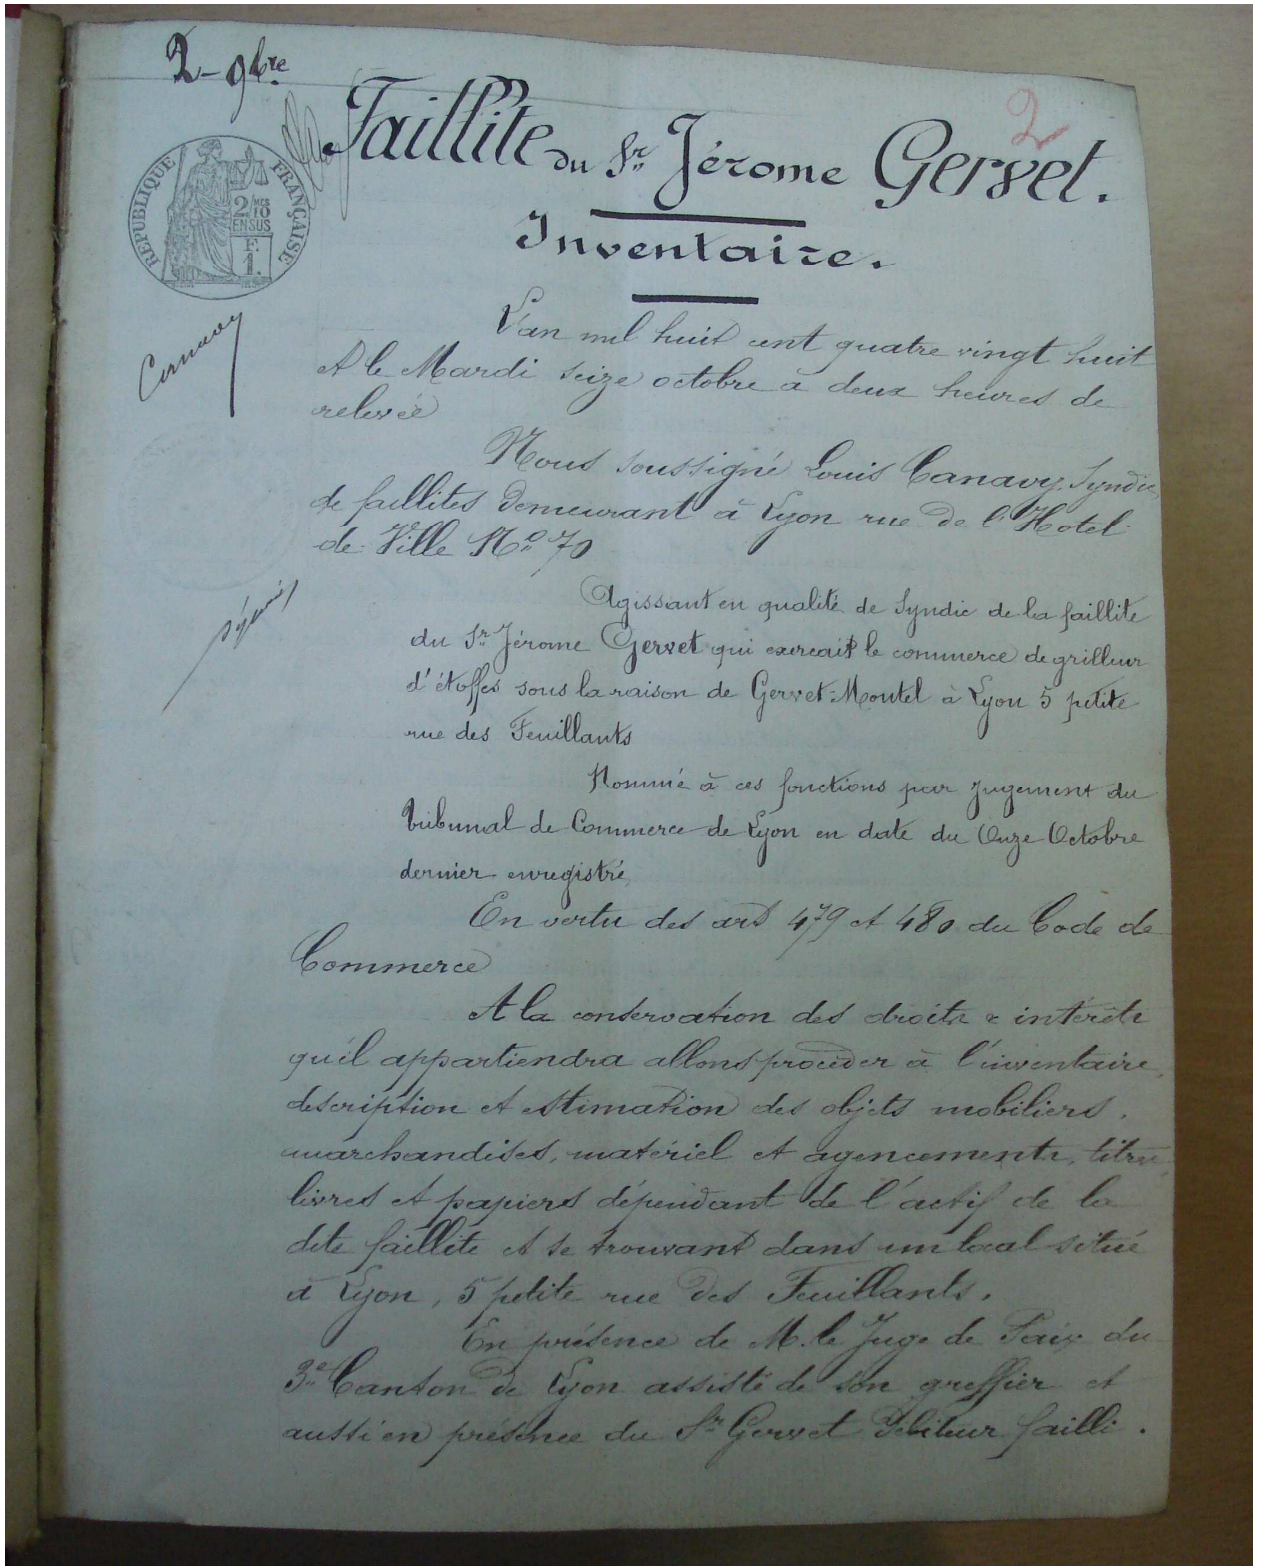 2 - 9bre
2
Faillite du Sr Jérome Gervet.
RÉPUBLIQUE FRANÇAISE
2/10 MES
EN SUS
F.
1.
Inventaire.
L'an mil huit cent quatre vingt huit
et le Mardi seize octobre à deux heures de
relevée
Nous soussigné Louis Canavy Syndic
de faillites demeurant à Lyon rue de l'Hotel
de Ville No 70
Agissant en qualité de Syndic de la faillite
du Sr Jérome Gervet qui exercait le commerce de grilleur
d'étoffes sous la raison de Gervet-Montel à Lyon 5 petite
rue des Feuillants
Nommé à ces fonctions par jugement du
Tribunal de Commerce de Lyon en date du Onze Octobre
dernier enregistré,
En vertu des art 479 et 480 du Code de
Commerce
A la conservation des droits & intérêts
qu'il appartiendra allons procéder à l'inventaire,
description et estimation des objets mobiliers,
marchandises, matériel et agencements, titres,
livres et papiers dépendant de l'actif de la
dite faillite et se trouvant dans un local situé
à Lyon, 5 petite rue des Feuillants.
En présence de M. le Juge de Paix du
3e Canton de Lyon assisté de son greffier et
aussi en présence du Sr Gervet débiteur failli.